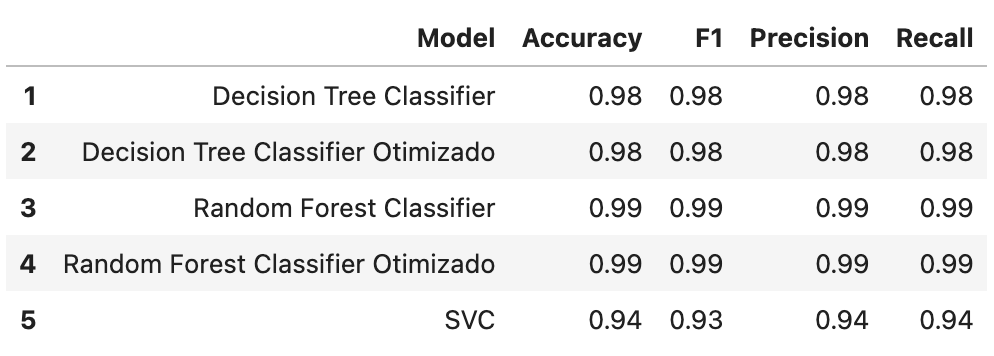 Model Accuracy F1 Precision Recall
1 Decision Tree Classifier 0.98 0.98 0.98 0.98
2 Decision Tree Classifier Otimizado 0.98 0.98 0.98 0.98
3 Random Forest Classifier 0.99 0.99 0.99 0.99
4 Random Forest Classifier Otimizado 0.99 0.99 0.99 0.99
5 SVC 0.94 0.93 0.94 0.94